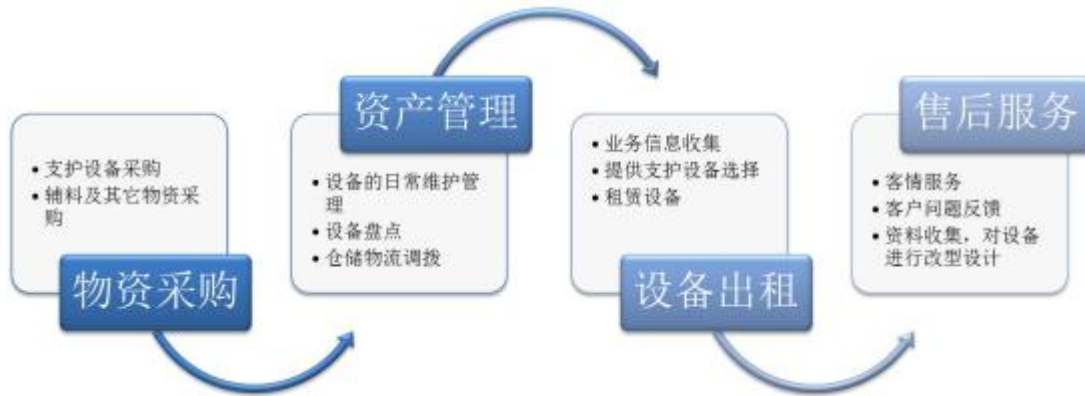 • 支护设备采购
• 辅料及其它物资采
购
物资采购
资产管理
• 设备的日常维护管
理
• 设备盘点
• 仓储物流调拨
• 业务信息收集
• 提供支护设备选择
• 租赁设备
设备出租
售后服务
• 客情服务
• 客户问题反馈
• 资料收集，对设备
进行改型设计